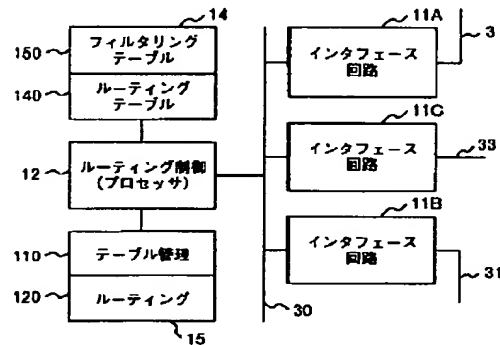 14
150
フィルタリング
テーブル
140
ルーティング
テーブル
12
ルーティング制御
(プロセッサ)
110
テーブル管理
120
ルーティング
15
30
11A
3
インタフェース
回路
11C
インタフェース
回路
33
11B
インタフェース
回路
31